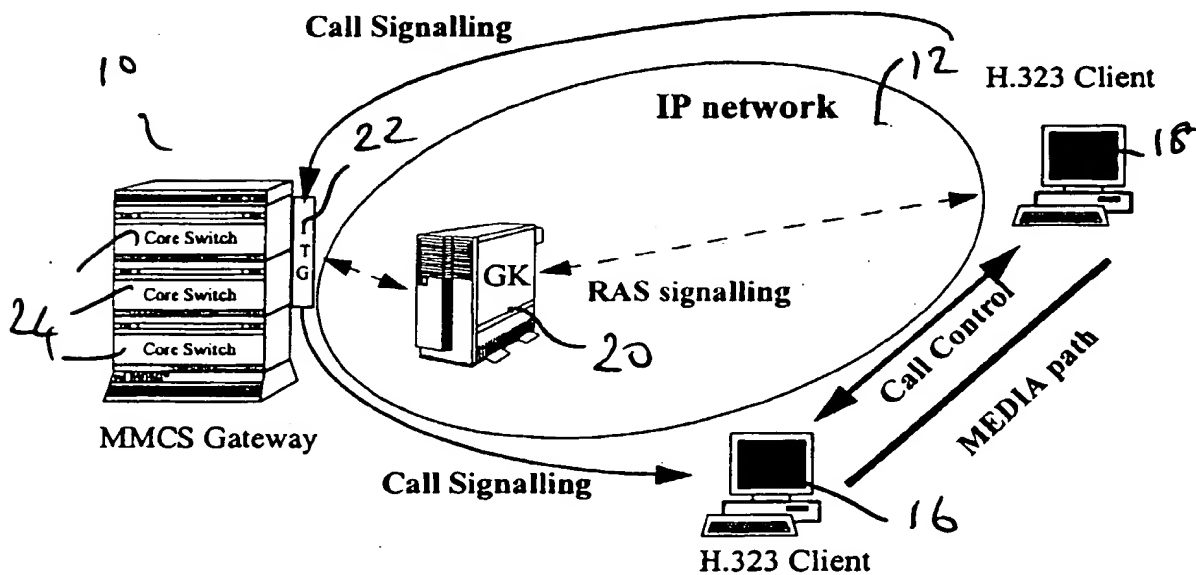 Call Signalling
10
12
H.323 Client
IP network
22
18
Core Switch
ITG
GK
Core Switch
RAS signalling
24
Core Switch
20
Call Control
MEDIA path
MMCS Gateway
Call Signalling
16
H.323 Client